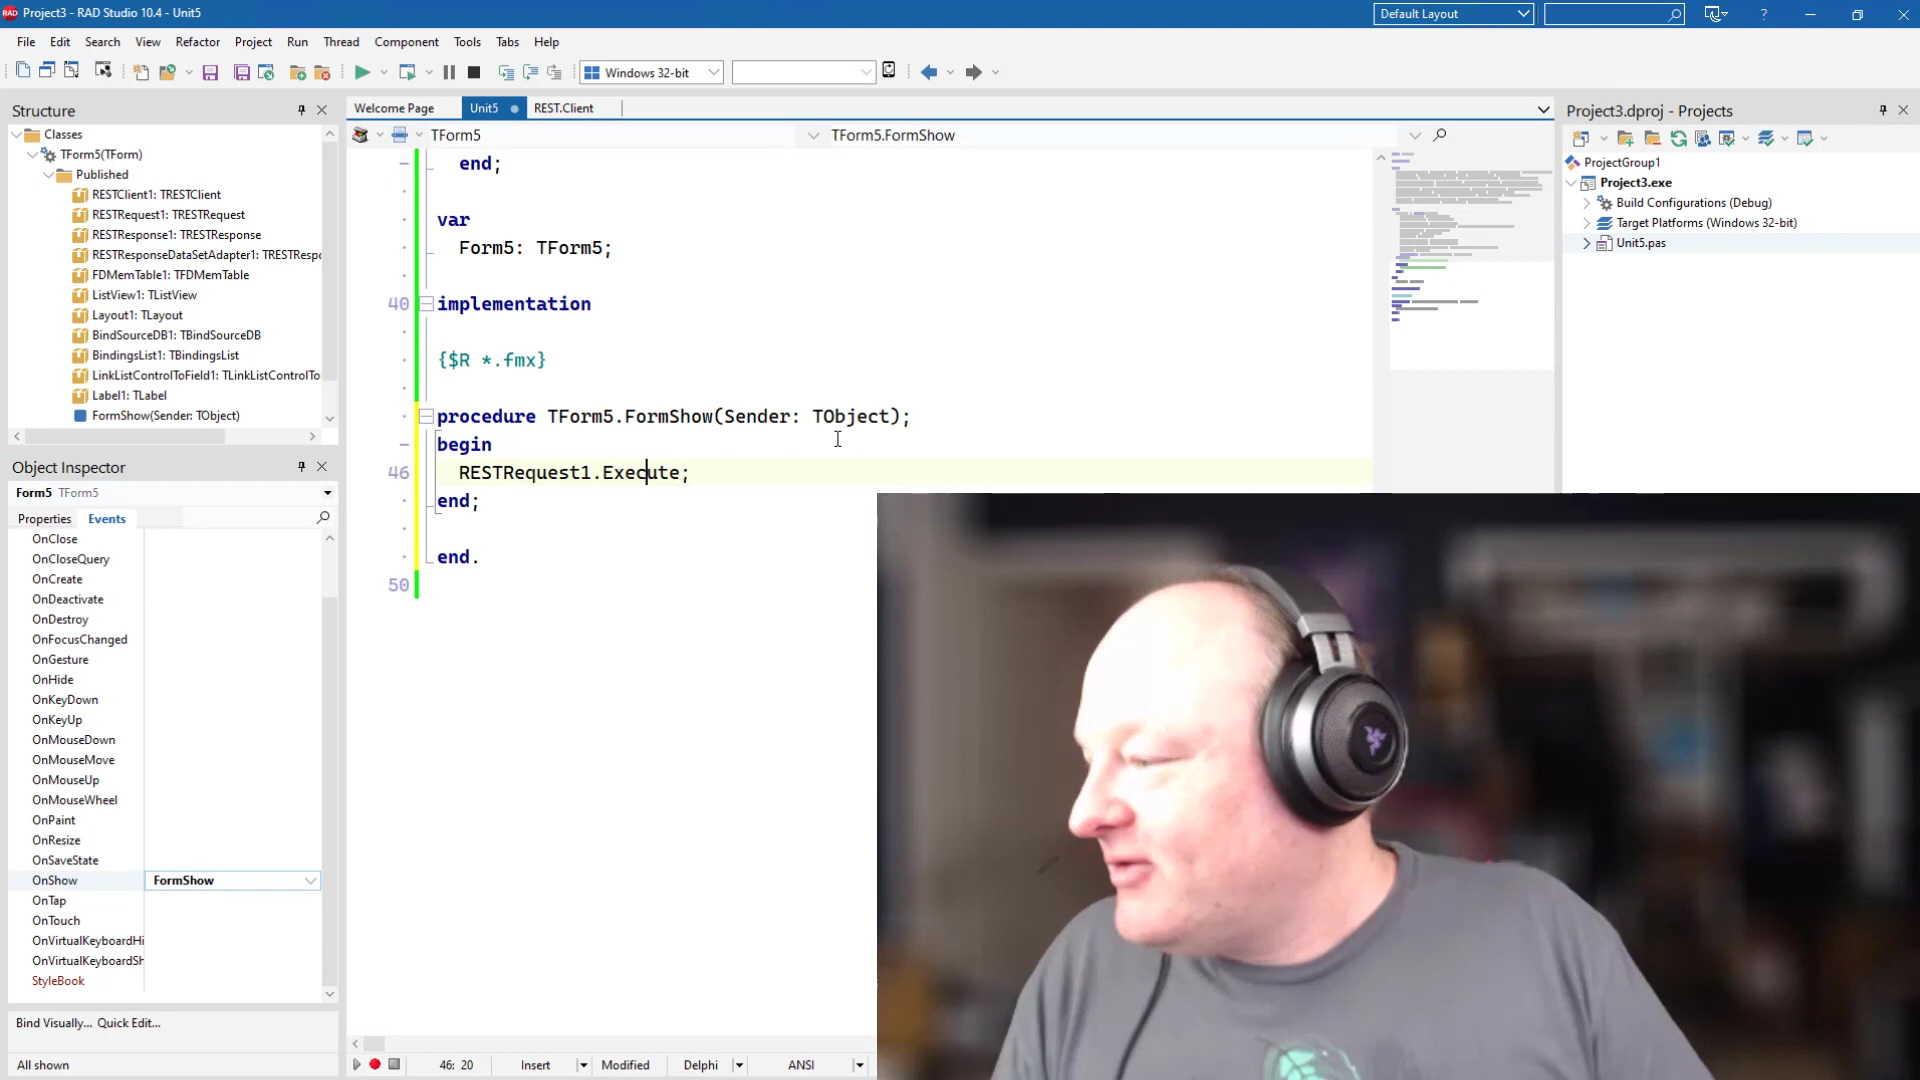 Project3 - RAD Studio 10.4 - Unit5
Default Layout
File Edit Search View Refactor Project Run Thread Component Tools Tabs Help
Windows 32-bit
Structure
Classes
TForm5(TForm)
Published
RESTClient1: TRESTClient
RESTRequest1: TRESTRequest
RESTResponse1: TRESTResponse
RESTResponseDataSetAdapter1: TRESTRespo
FDMemTable1: TFDMemTable
ListView1: TListView
Layout1: TLayout
BindSourceDB1: TBindSourceDB
BindingsList1: TBindingsList
LinkListControlToField1: TLinkListControlTo
Label1: TLabel
FormShow(Sender: TObject)
Object Inspector
Form5 TForm5
Properties Events
OnClose
OnCloseQuery
OnCreate
OnDeactivate
OnDestroy
OnFocusChanged
OnGesture
OnHide
OnKeyDown
OnKeyUp
OnMouseDown
OnMouseMove
OnMouseUp
OnMouseWheel
OnPaint
OnResize
OnSaveState
OnShow FormShow
OnTap
OnTouch
OnVirtualKeyboardHi
OnVirtualKeyboardSh
StyleBook
Bind Visually... Quick Edit...
All shown
Welcome Page Unit5 REST.Client
TForm5 TForm5.FormShow
end;
var
Form5: TForm5;
40 implementation
{$R *.fmx}
procedure TForm5.FormShow(Sender: TObject);
begin
46 RESTRequest1.Execute;
end;
end.
50
46: 20 Insert Modified Delphi ANSI
Project3.dproj - Projects
ProjectGroup1
Project3.exe
Build Configurations (Debug)
Target Platforms (Windows 32-bit)
Unit5.pas